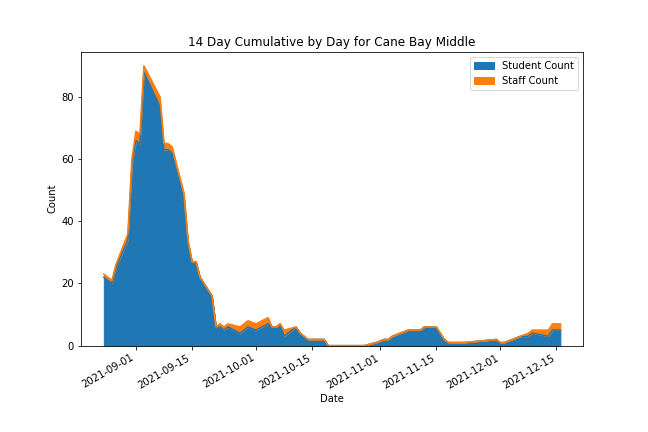 14 Day Cumulative by Day for Cane Bay Middle
Student Count
Staff Count
80
60
40
20
0
Count
2021-09-01
2021-09-15
2021-10-01
2021-10-15
2021-11-01
2021-11-15
2021-12-01
2021-12-15
Date